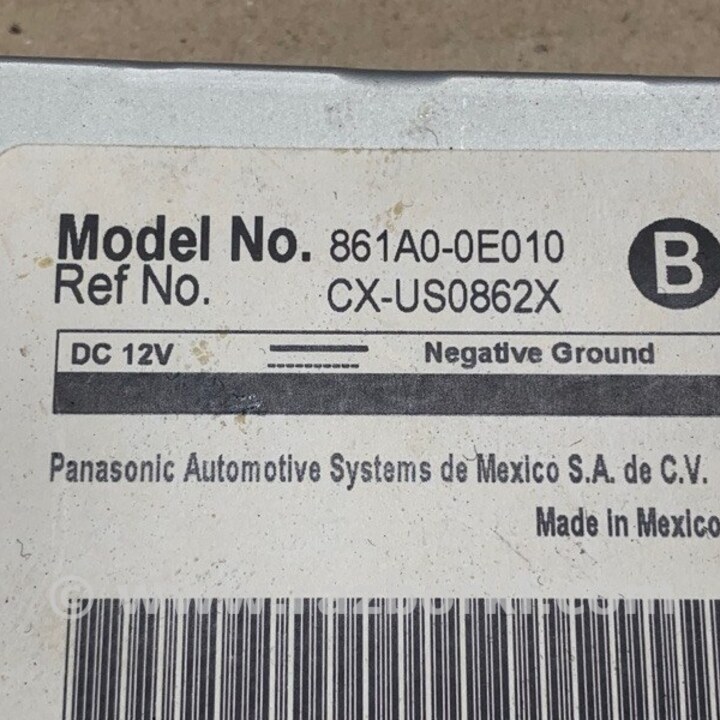 Model No. 861A0-0E010
B
Ref No. CX-US0862X
DC 12V Negative Ground
Panasonic Automotive Systems de Mexico S.A. de C.V.
Made in Mexico